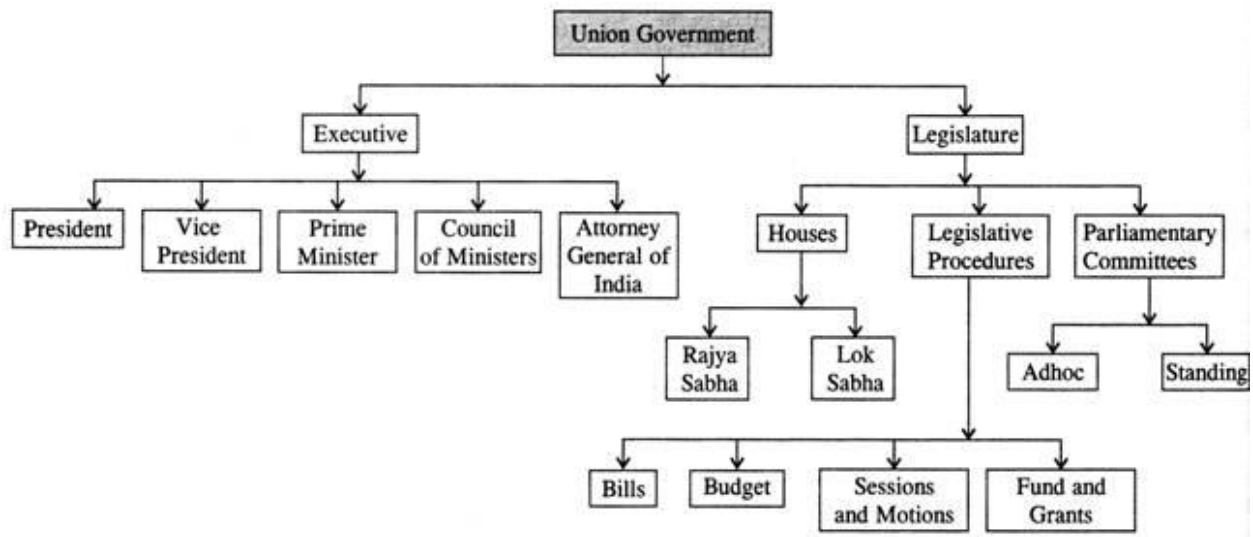 Union Government
Executive
Legislature
President
Vice
President
Prime
Minister
Council
of Ministers
Attorney
General of
India
Houses
Legislative
Procedures
Parliamentary
Committees
Rajya
Sabha
Lok
Sabha
Adhoc
Standing
Bills
Budget
Sessions
and Motions
Fund and
Grants